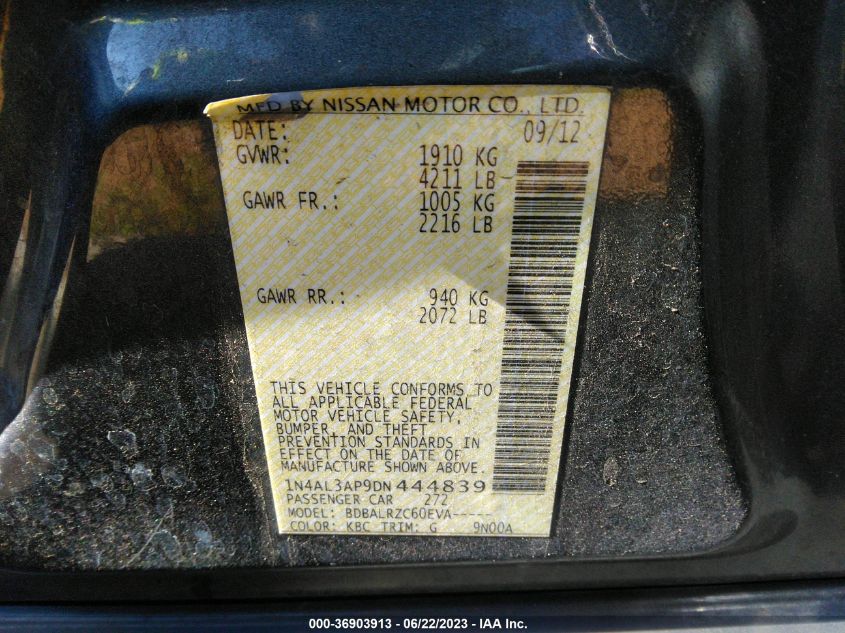 MFD BY NISSAN MOTOR CO., LTD.
DATE: 09/12
GVWR: 1910 KG
4211 LB
GAWR FR.: 1005 KG
2216 LB
GAWR RR.: 940 KG
2072 LB
THIS VEHICLE CONFORMS TO
ALL APPLICABLE FEDERAL
MOTOR VEHICLE SAFETY,
BUMPER, AND THEFT
PREVENTION STANDARDS IN
EFFECT ON THE DATE OF
MANUFACTURE SHOWN ABOVE.
1N4AL3AP9DN444839
PASSENGER CAR 272
MODEL: BDBALRZC60EVA-----
COLOR: KBC TRIM: G 9N00A
000-36903913 - 06/22/2023 - IAA Inc.